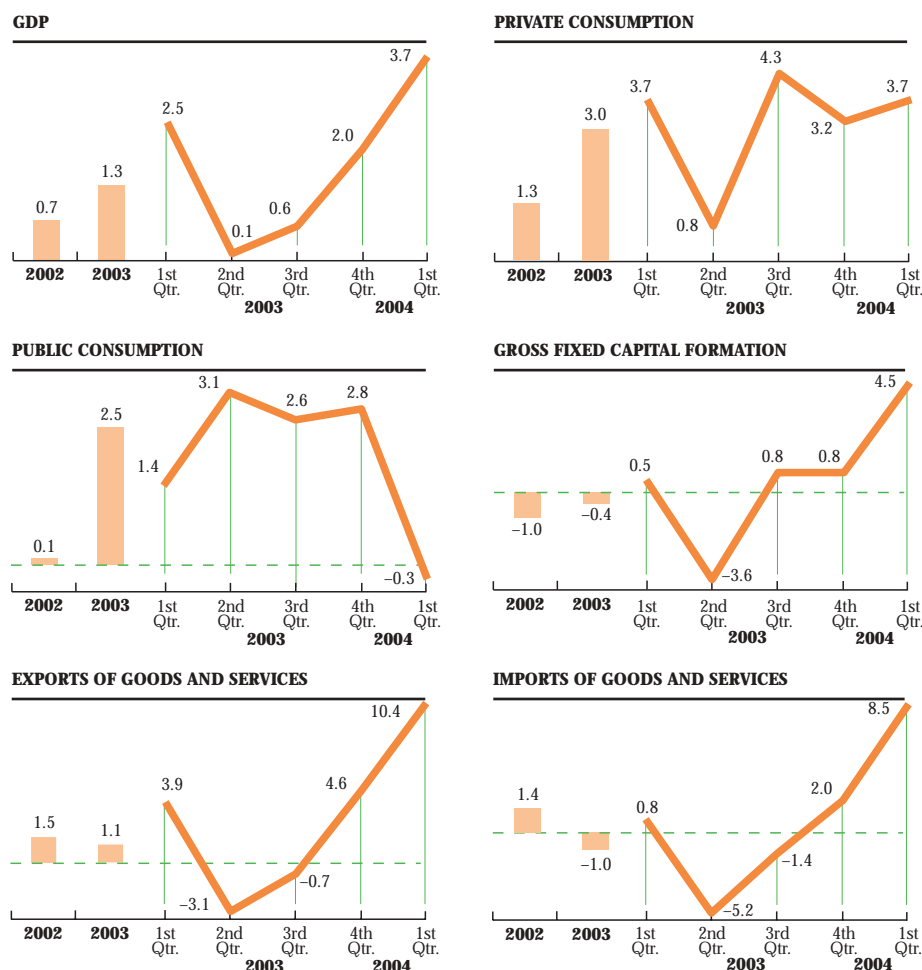 GDP
3.7
2.5
2.0
1.3
0.7
0.6
0.1
2002 2003 1st Qtr. 2nd Qtr. 3rd Qtr. 4th Qtr. 1st Qtr.
2003 2004
PRIVATE CONSUMPTION
4.3
3.7 3.7
3.0 3.2
1.3
0.8
2002 2003 1st Qtr. 2nd Qtr. 3rd Qtr. 4th Qtr. 1st Qtr.
2003 2004
PUBLIC CONSUMPTION
3.1
2.5 2.6 2.8
1.4
0.1
–0.3
2002 2003 1st Qtr. 2nd Qtr. 3rd Qtr. 4th Qtr. 1st Qtr.
2003 2004
GROSS FIXED CAPITAL FORMATION
4.5
0.5 0.8 0.8
–1.0 –0.4
–3.6
2002 2003 1st Qtr. 2nd Qtr. 3rd Qtr. 4th Qtr. 1st Qtr.
2003 2004
EXPORTS OF GOODS AND SERVICES
10.4
3.9 4.6
1.5 1.1
–0.7
–3.1
2002 2003 1st Qtr. 2nd Qtr. 3rd Qtr. 4th Qtr. 1st Qtr.
2003 2004
IMPORTS OF GOODS AND SERVICES
8.5
1.4 0.8 2.0
–1.0 –1.4
–5.2
2002 2003 1st Qtr. 2nd Qtr. 3rd Qtr. 4th Qtr. 1st Qtr.
2003 2004